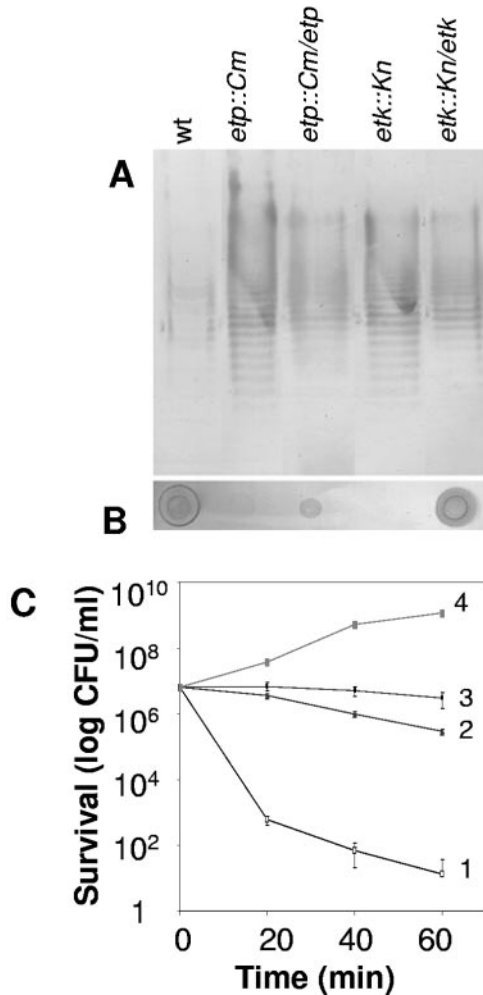 wt
etp::Cm
etp::Cm/etp
etk::Kn
etk::Kn/etk
A
B
C
Survival (log CFU/ml)
10¹⁰
10⁸
10⁶
10⁴
10²
1
4
3
2
1
0
20
40
60
Time (min)